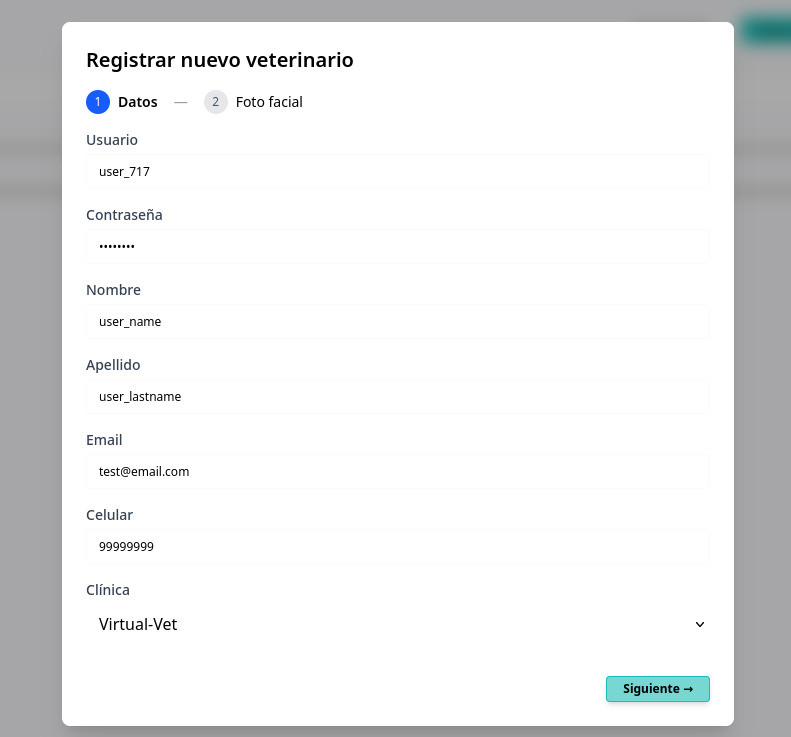 Registrar nuevo veterinario
1 Datos — 2 Foto facial
Usuario
user_717
Contraseña
••••••••
Nombre
user_name
Apellido
user_lastname
Email
test@email.com
Celular
99999999
Clínica
Virtual-Vet
Siguiente →